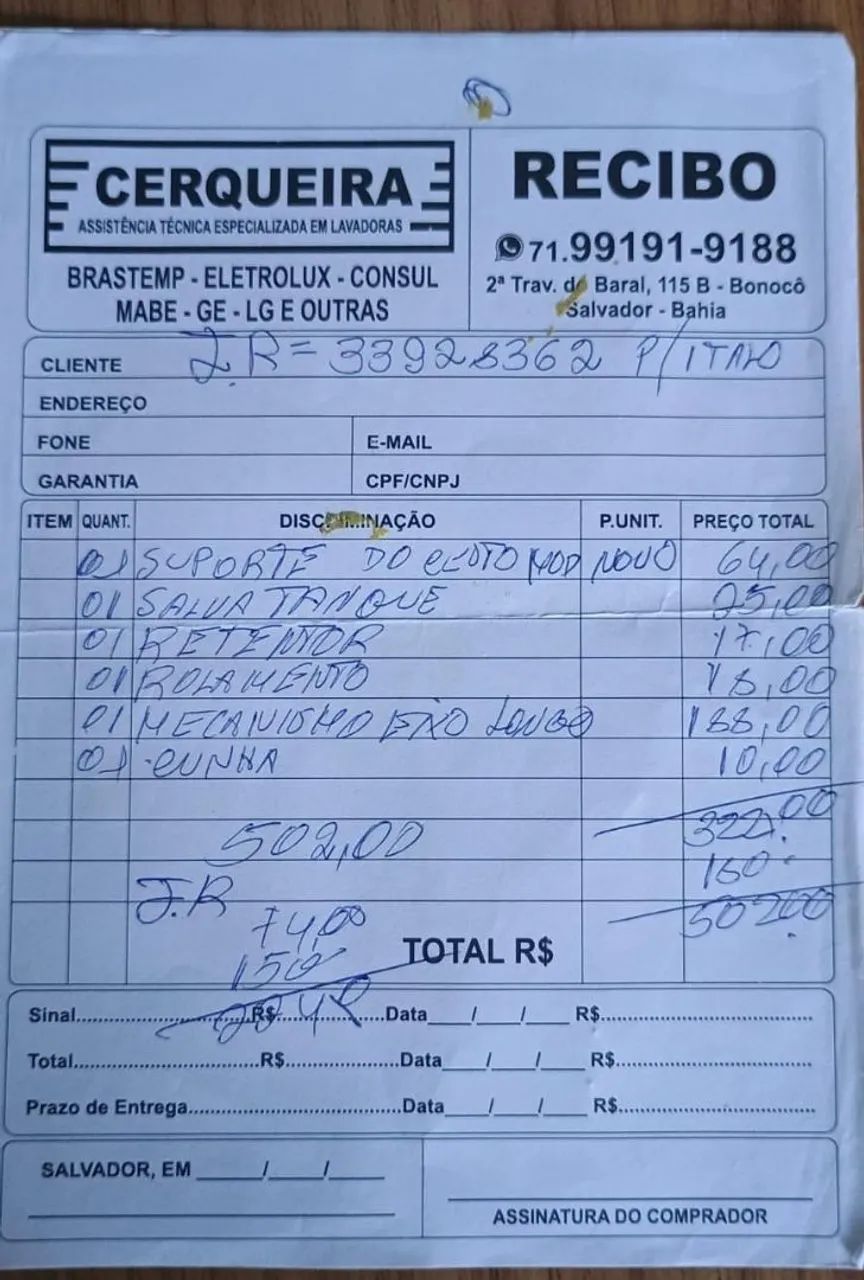 CERQUEIRA
ASSISTÊNCIA TÉCNICA ESPECIALIZADA EM LAVADORAS
BRASTEMP - ELETROLUX - CONSUL
MABE - GE - LG E OUTRAS
RECIBO
71.99191-9188
2ª Trav. do Baral, 115 B - Bonocô
Salvador - Bahia
CLIENTE J.R = 33928362 P/ITALO
ENDEREÇO
FONE E-MAIL
GARANTIA CPF/CNPJ
ITEM QUANT. DISCRIMINAÇÃO P.UNIT. PREÇO TOTAL
01 SUPORTE DO CESTO MOD NOVO 64,00
01 SALVA TANQUE 25,00
01 RETENTOR 17,00
01 ROLAMENTO 18,00
01 MECANISMO EIXO LONGO 188,00
01 CUNHA 10,00
322,00
502,00
180
J.R 502,00
74,00
TOTAL R$
150
Sinal R$ Data / / R$
Total R$ Data / / R$
Prazo de Entrega Data / / R$
SALVADOR, EM / /
ASSINATURA DO COMPRADOR